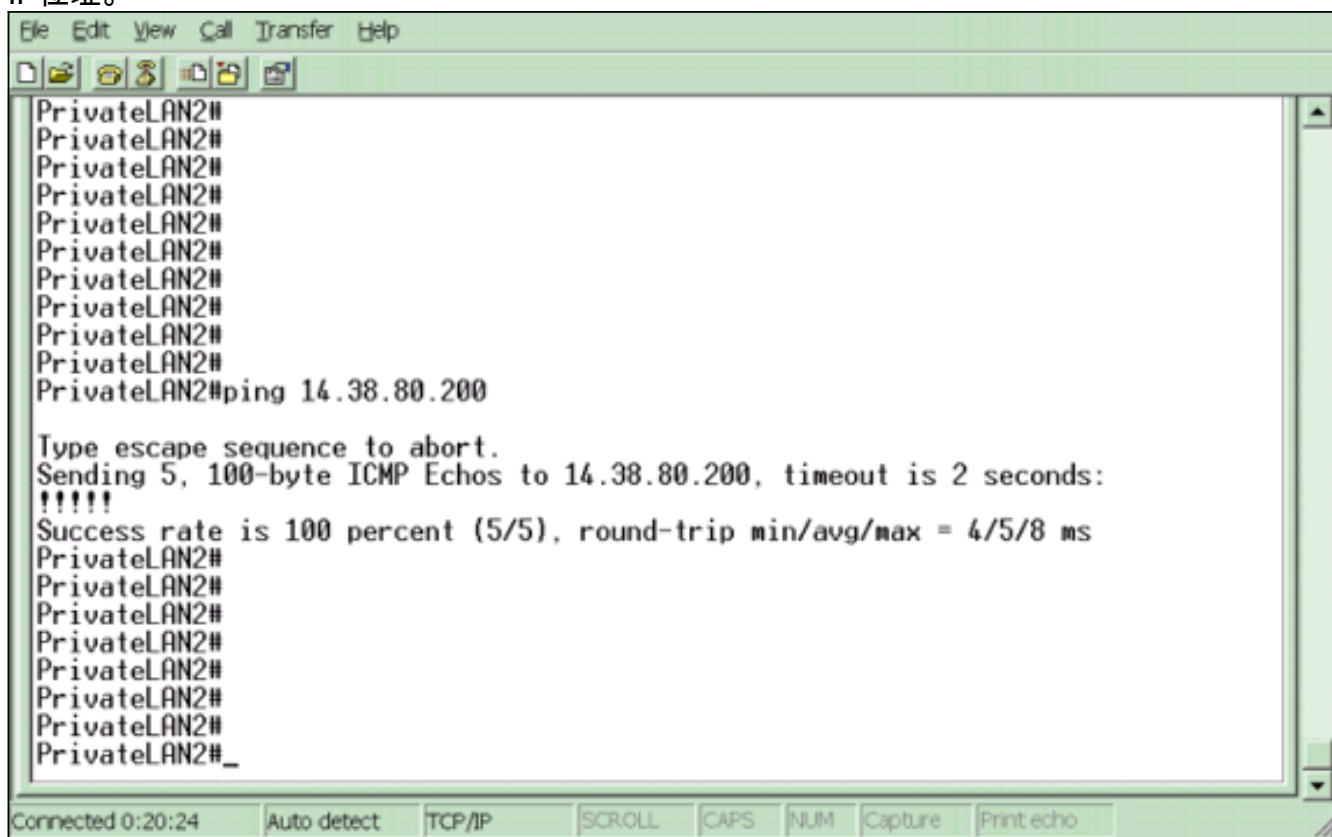 IP 位址。
File Edit View Call Transfer Help
PrivateLAN2#
PrivateLAN2#
PrivateLAN2#
PrivateLAN2#
PrivateLAN2#
PrivateLAN2#
PrivateLAN2#
PrivateLAN2#
PrivateLAN2#
PrivateLAN2#
PrivateLAN2#ping 14.38.80.200
Type escape sequence to abort.
Sending 5, 100-byte ICMP Echos to 14.38.80.200, timeout is 2 seconds:
!!!!!
Success rate is 100 percent (5/5), round-trip min/avg/max = 4/5/8 ms
PrivateLAN2#
PrivateLAN2#
PrivateLAN2#
PrivateLAN2#
PrivateLAN2#
PrivateLAN2#
PrivateLAN2#
PrivateLAN2#_
Connected 0:20:24 Auto detect TCP/IP SCROLL CAPS NUM Capture Print echo